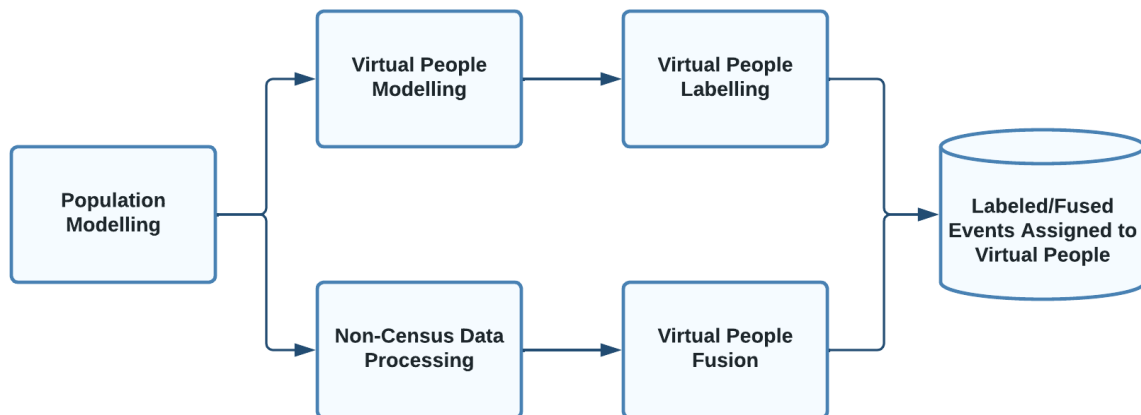 Virtual People
Modelling
Virtual People
Labelling
Population
Modelling
Labeled/Fused
Events Assigned to
Virtual People
Non-Census Data
Processing
Virtual People
Fusion